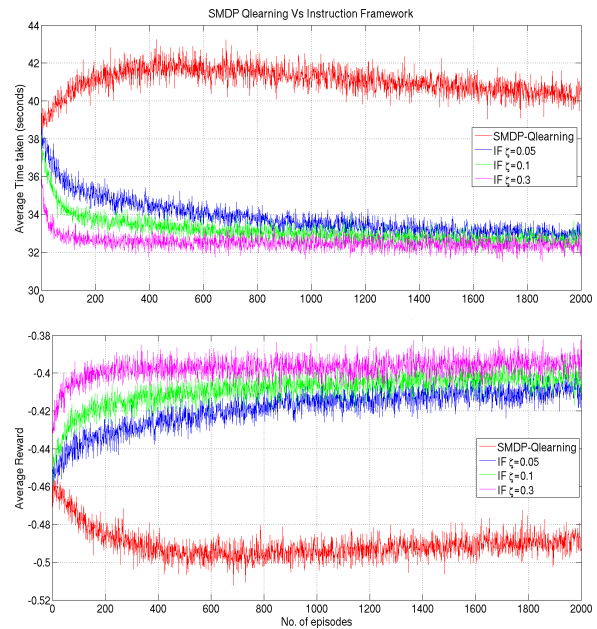 SMDP Qlearning Vs Instruction Framework
44
42
40
38
36
34
32
30
Average Time taken (seconds)
SMDP-Qlearning
IF ζ=0.05
IF ζ=0.1
IF ζ=0.3
0 200 400 600 800 1000 1200 1400 1600 1800 2000
-0.38
-0.4
-0.42
-0.44
-0.46
-0.48
-0.5
-0.52
Average Reward
SMDP-Qlearning
IF ζ=0.05
IF ζ=0.1
IF ζ=0.3
0 200 400 600 800 1000 1200 1400 1600 1800 2000
No. of episodes